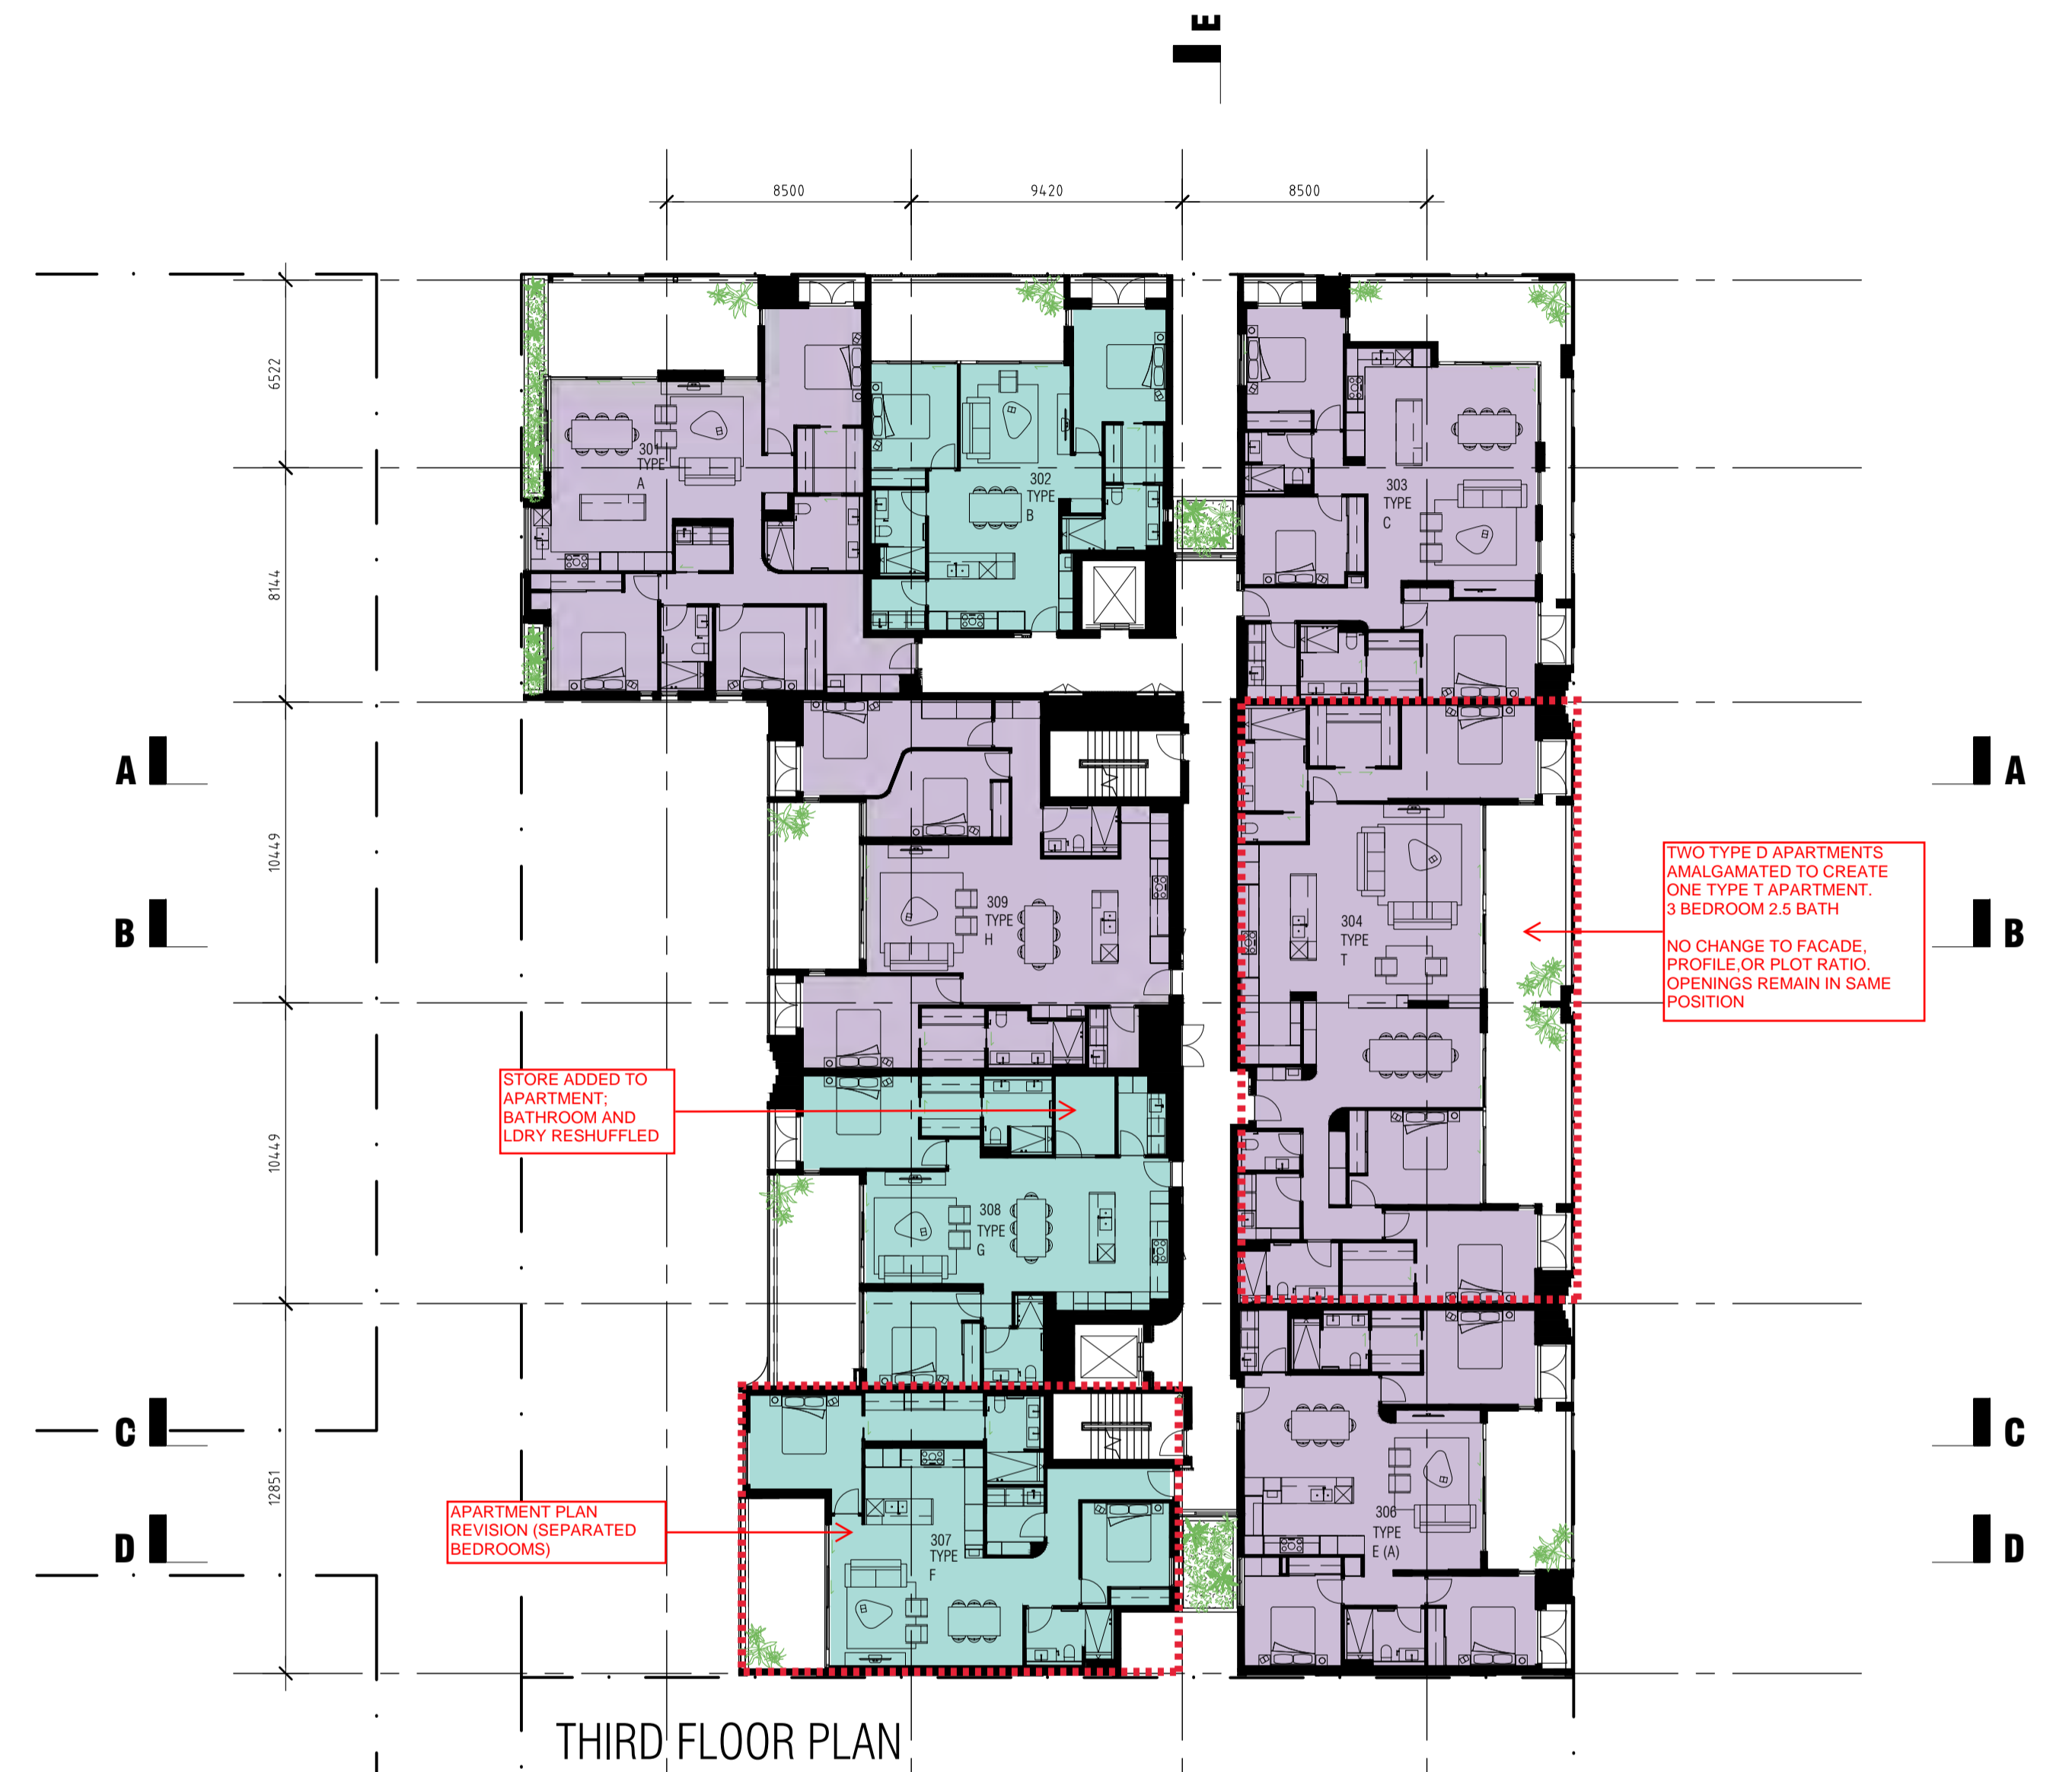 E
8500
9420
8500
6522
8144
10449
10449
12851
301
TYPE
A
302
TYPE
B
303
TYPE
C
A
A
B
B
309
TYPE
H
304
TYPE
T
TWO TYPE D APARTMENTS
AMALGAMATED TO CREATE
ONE TYPE T APARTMENT.
3 BEDROOM 2.5 BATH
NO CHANGE TO FACADE,
PROFILE,OR PLOT RATIO.
OPENINGS REMAIN IN SAME
POSITION
STORE ADDED TO
APARTMENT;
BATHROOM AND
LDRY RESHUFFLED
308
TYPE
G
C
C
D
D
APARTMENT PLAN
REVISION (SEPARATED
BEDROOMS)
307
TYPE
F
306
TYPE
E (A)
THIRD FLOOR PLAN